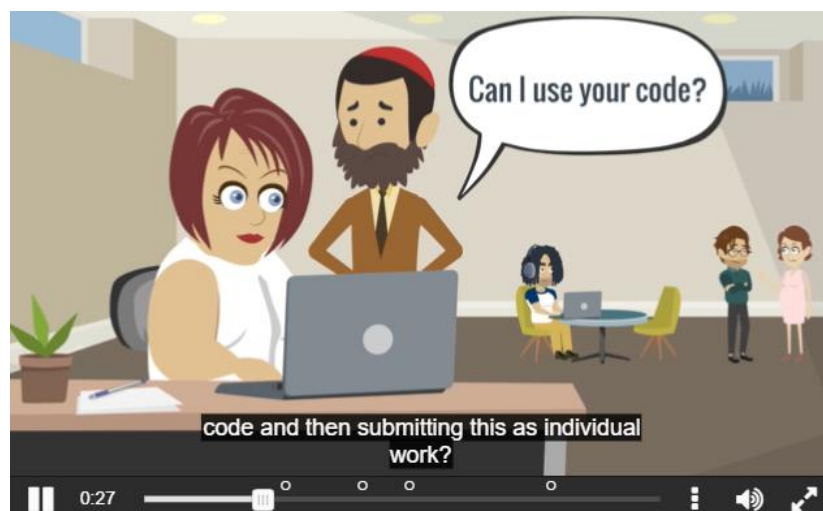 Can I use your code?
code and then submitting this as individual
work?
0:27